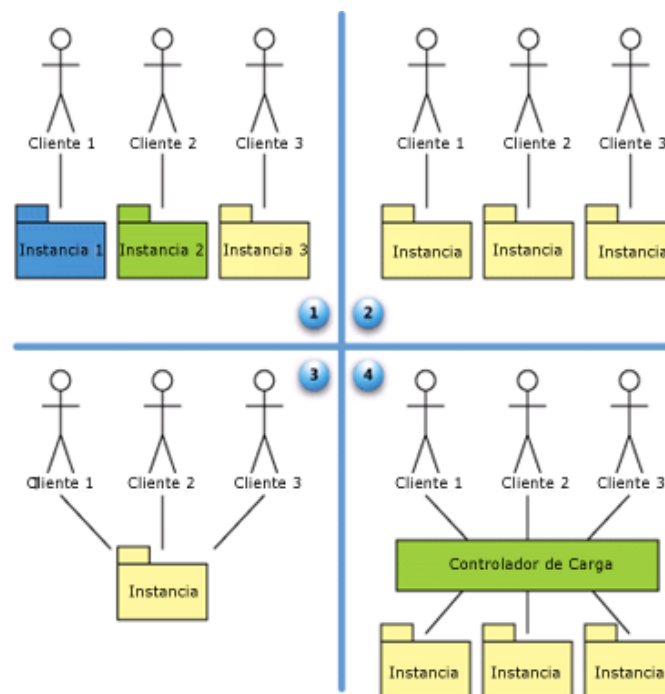 Cliente 1 Cliente 2 Cliente 3
Instancia 1 Instancia 2 Instancia 3
1
Cliente 1 Cliente 2 Cliente 3
Instancia Instancia Instancia
2
3
Cliente 1 Cliente 2 Cliente 3
Instancia
4
Cliente 1 Cliente 2 Cliente 3
Controlador de Carga
Instancia Instancia Instancia